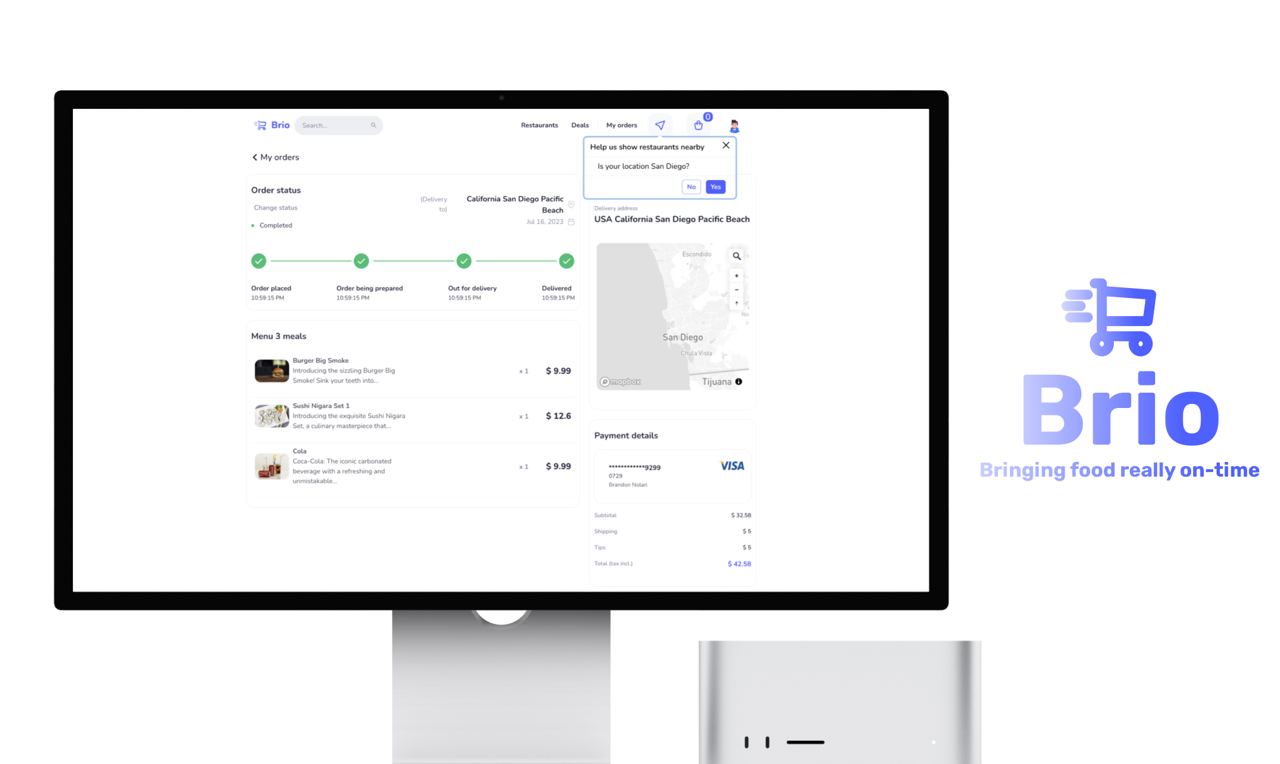 Brio
Search...
Restaurants
Deals
My orders
0
Help us show restaurants nearby
Is your location San Diego?
No
Yes
My orders
Order status
Change status
Completed
(Delivery
to)
California San Diego Pacific
Beach
Jul 16, 2023
Order placed
10:59:15 PM
Order being prepared
10:59:15 PM
Out for delivery
10:59:15 PM
Delivered
10:59:15 PM
Menu 3 meals
Burger Big Smoke
Introducing the sizzling Burger Big
Smoke! Sink your teeth into...
x 1
$ 9.99
Sushi Nigara Set 1
Introducing the exquisite Sushi Nigara
Set, a culinary masterpiece that...
x 1
$ 12.6
Cola
Coca-Cola: The iconic carbonated
beverage with a refreshing and
unmistakable...
x 1
$ 9.99
Delivery address
USA California San Diego Pacific Beach
Escondido
San Diego
Chula Vista
Tijuana
mapbox
Payment details
************9299
0729
Brandon Nolan
VISA
Subtotal
$ 32.58
Shipping
$ 5
Tips
$ 5
Total (tax incl.)
$ 42.58
Brio
Bringing food really on-time